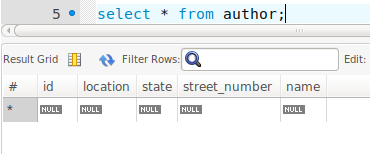 5 select * from author;
Result Grid Filter Rows: Edit:
# id location state street_number name
* NULL NULL NULL NULL NULL